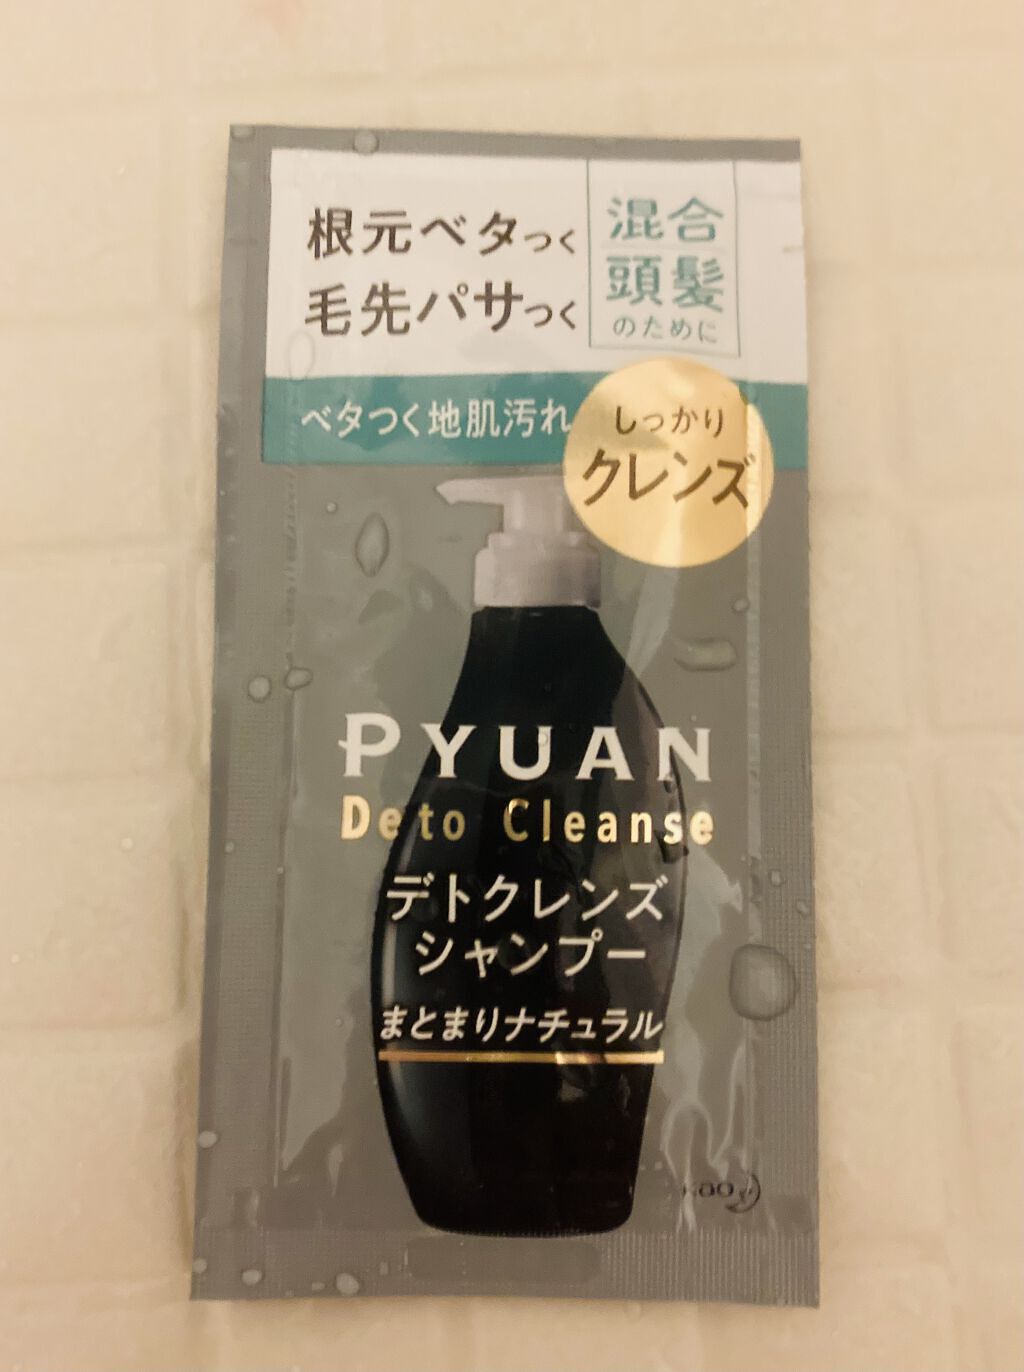 根元ベタつく
毛先パサつく
混合
頭髪
のために
ベタつく地肌汚れ
しっかり
クレンズ
PYUAN
Deto Cleanse
デトクレンズ
シャンプー
まとまりナチュラル
kao